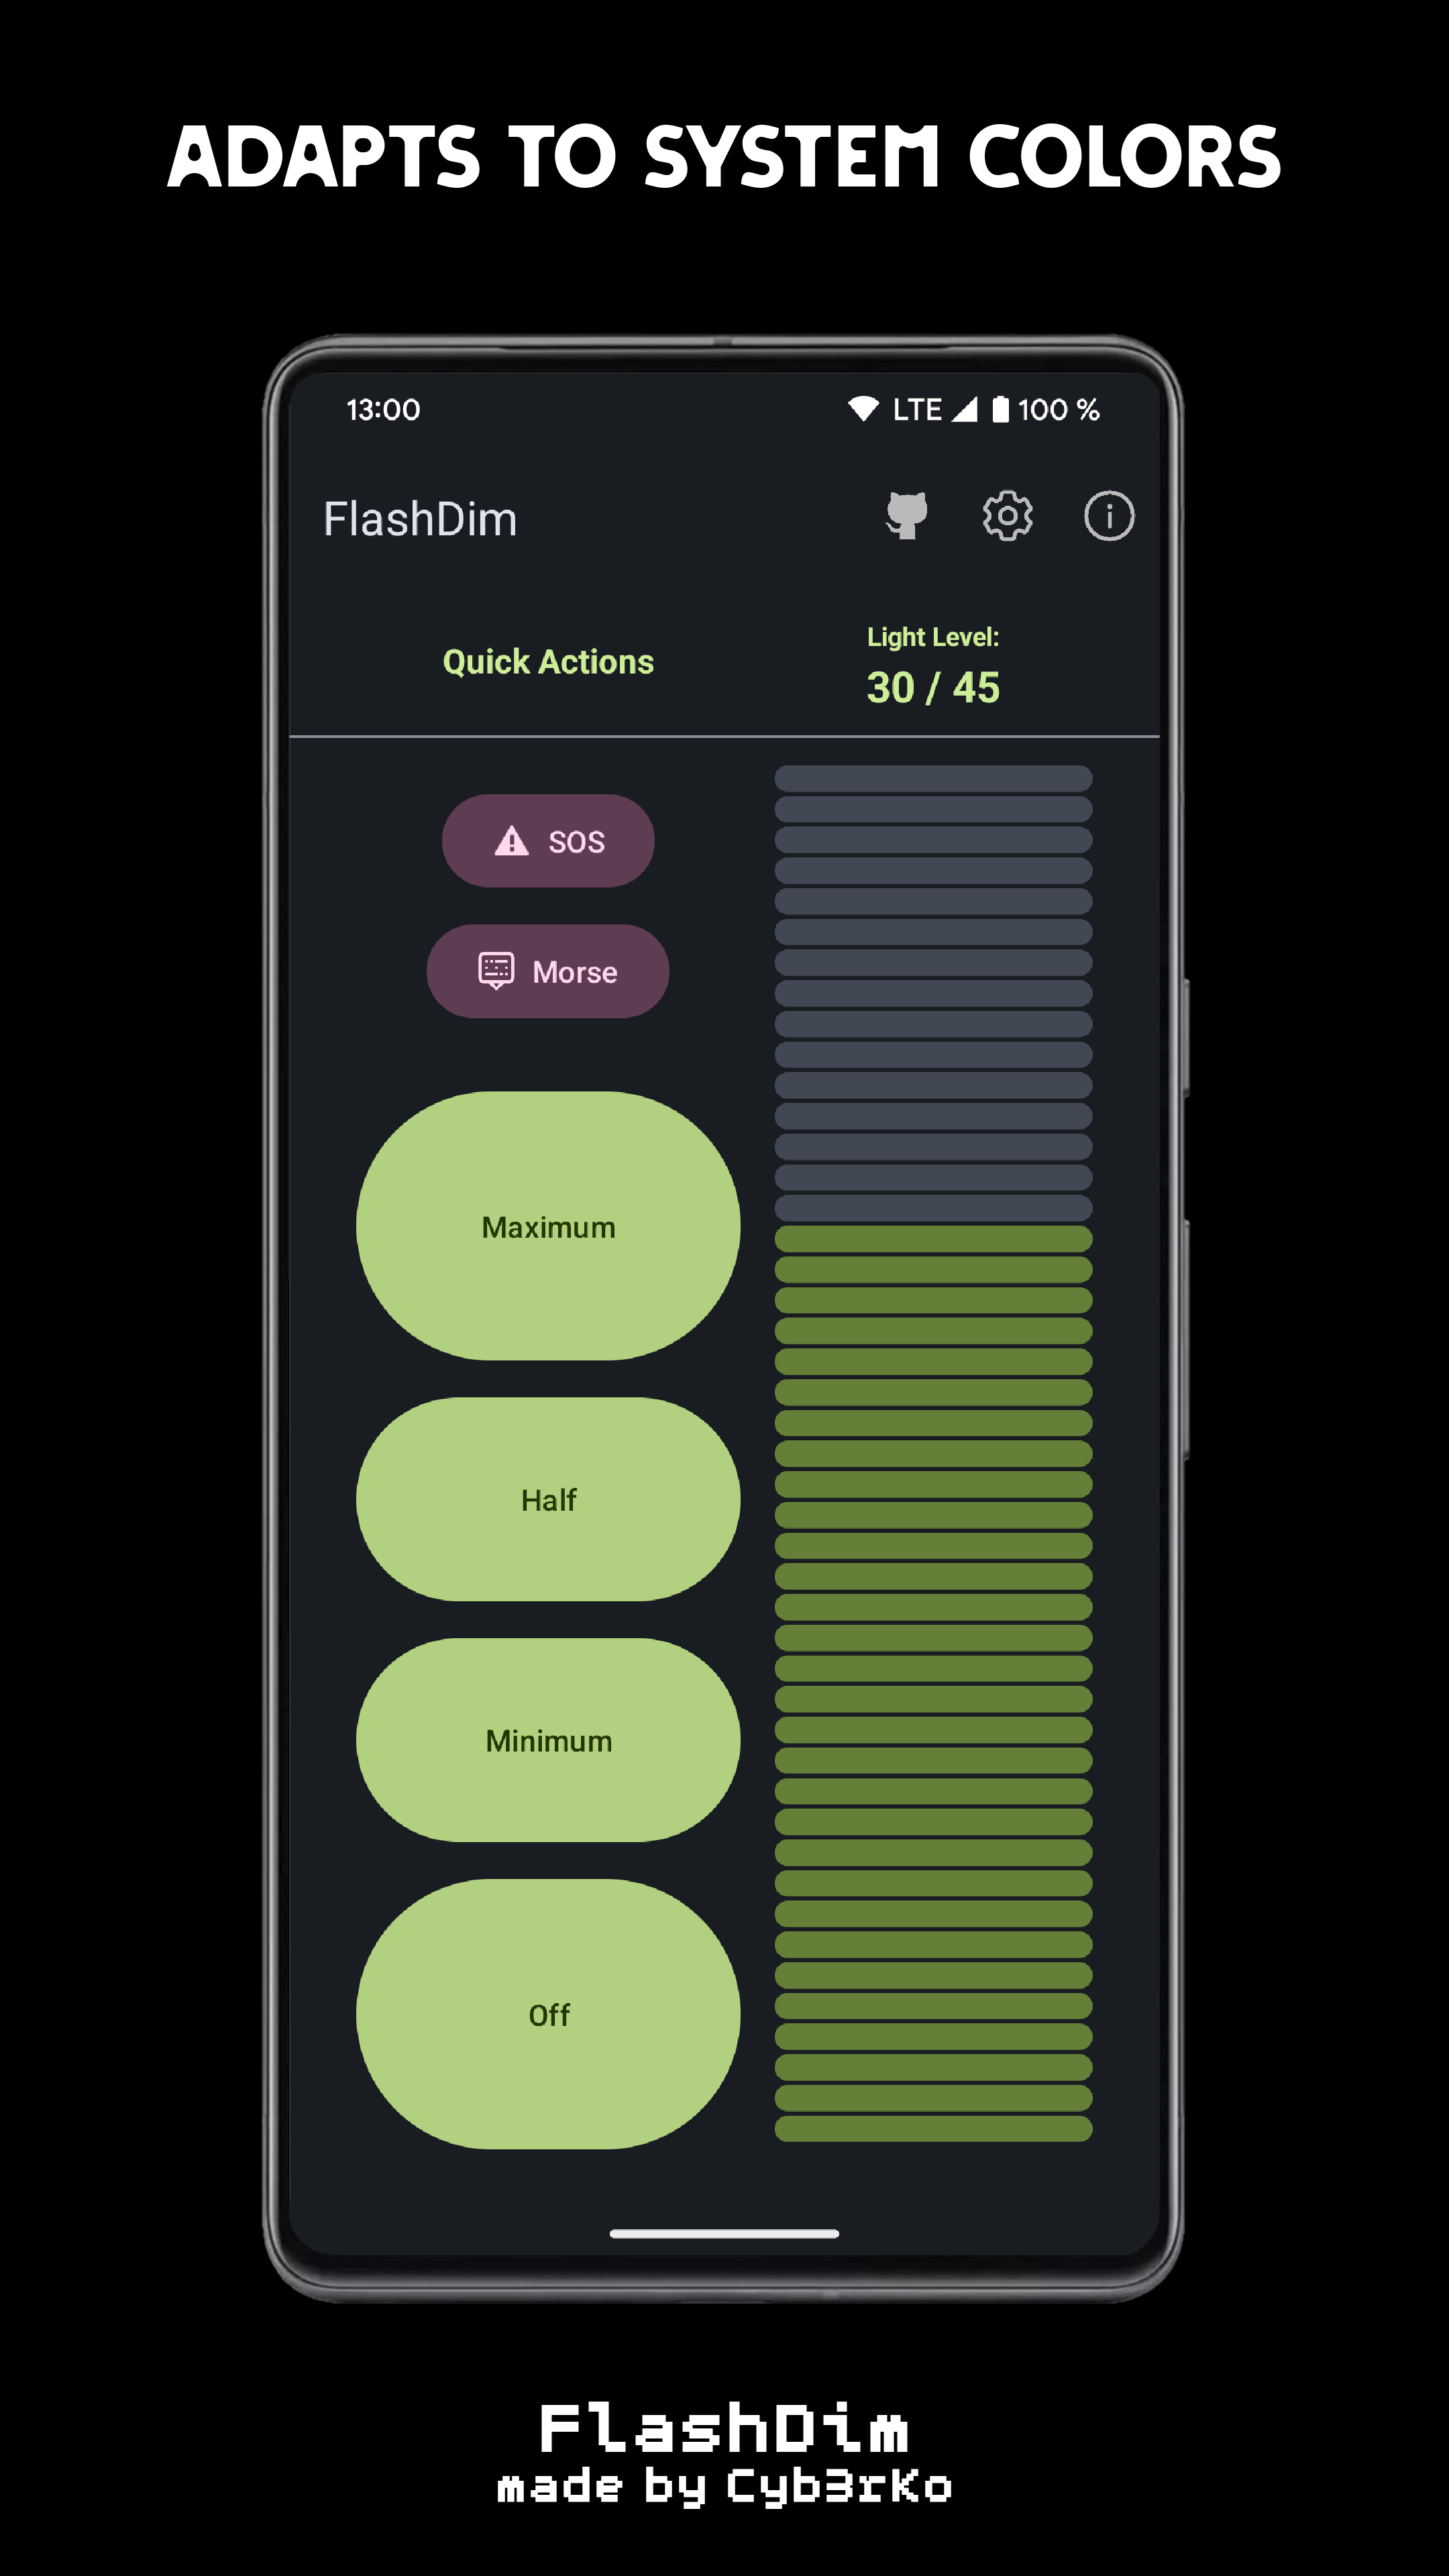 ADAPTS TO SYSTEM COLORS
13:00 LTE 100 %
FlashDim
Quick Actions
Light Level:
30 / 45
SOS
Morse
Maximum
Half
Minimum
Off
FlashDim
made by Cyb3rKo